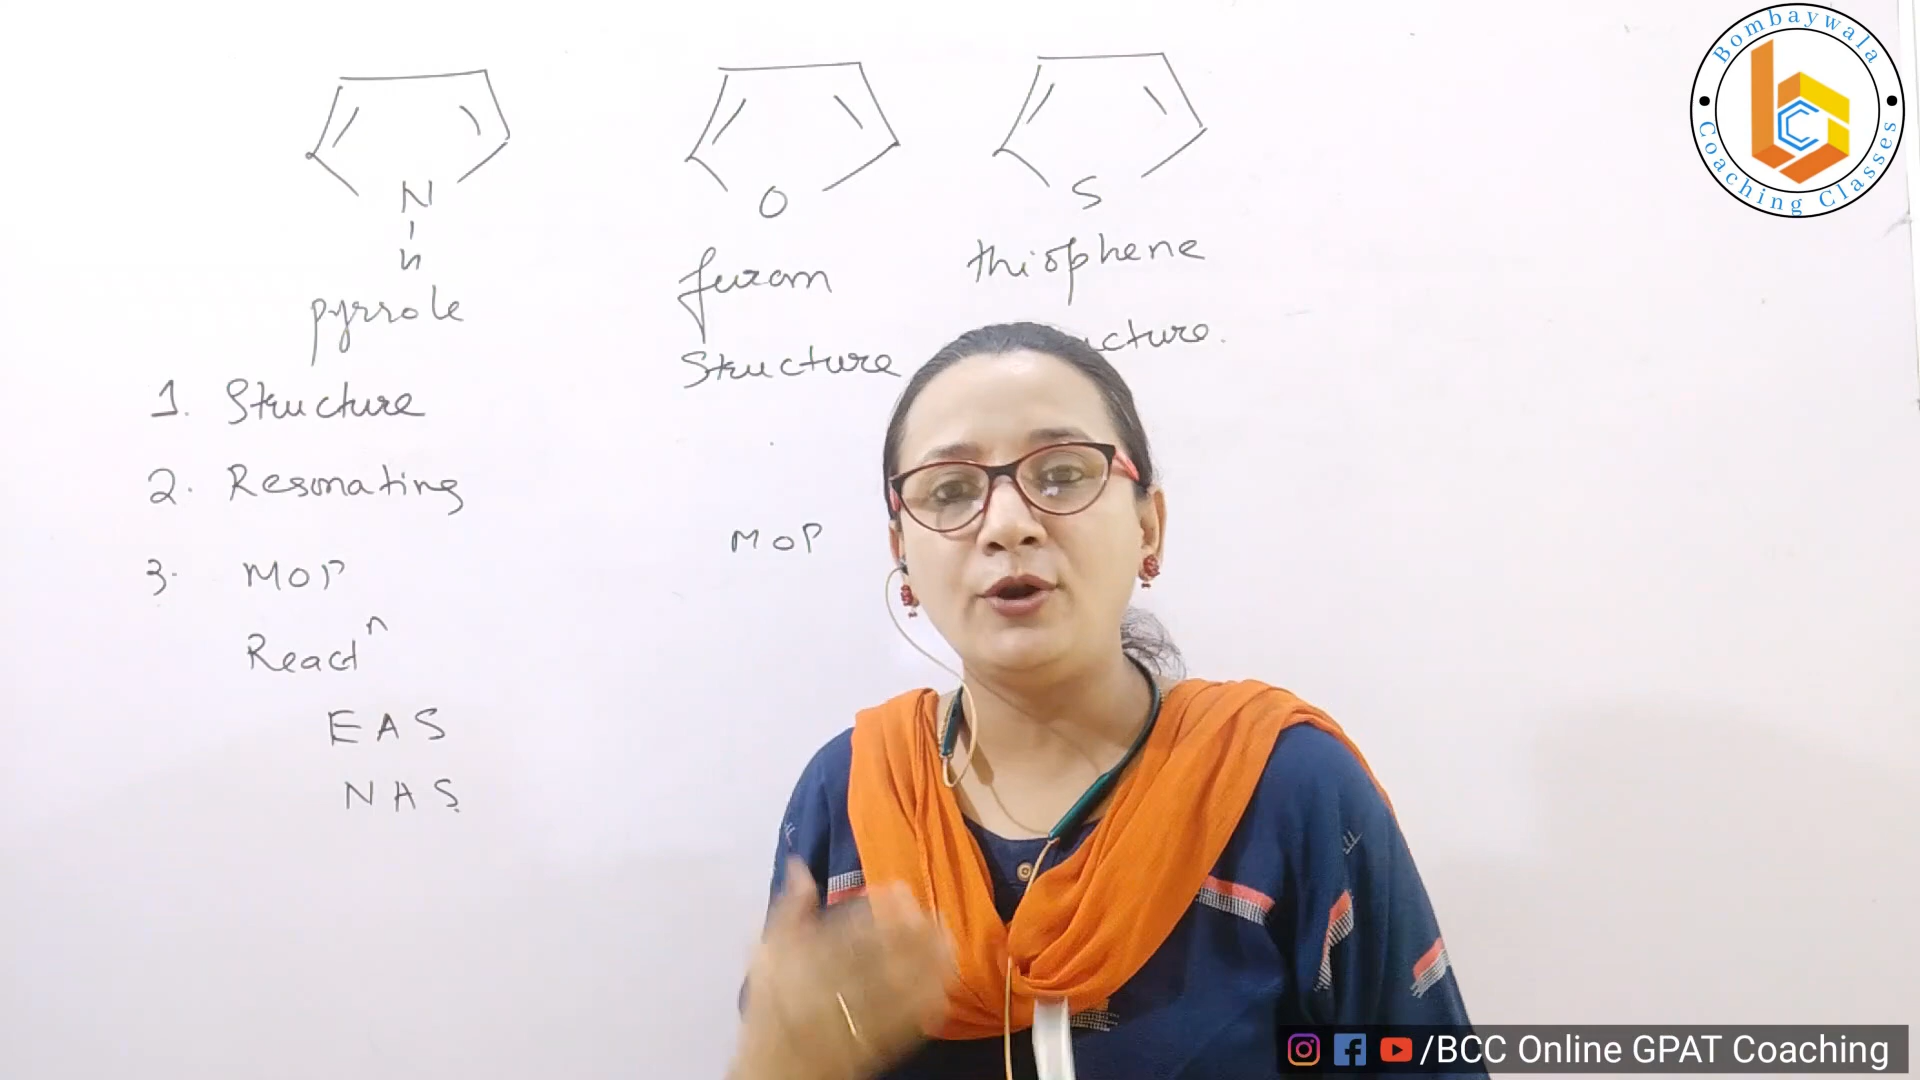 N
H
pyrrole
O
furan
S
thiophene
Structure
cture.
1. Structure
2. Resonating
3. MOP
MOP
React^n
EAS
NAS
Bombaywala
Coaching Classes
/BCC Online GPAT Coaching